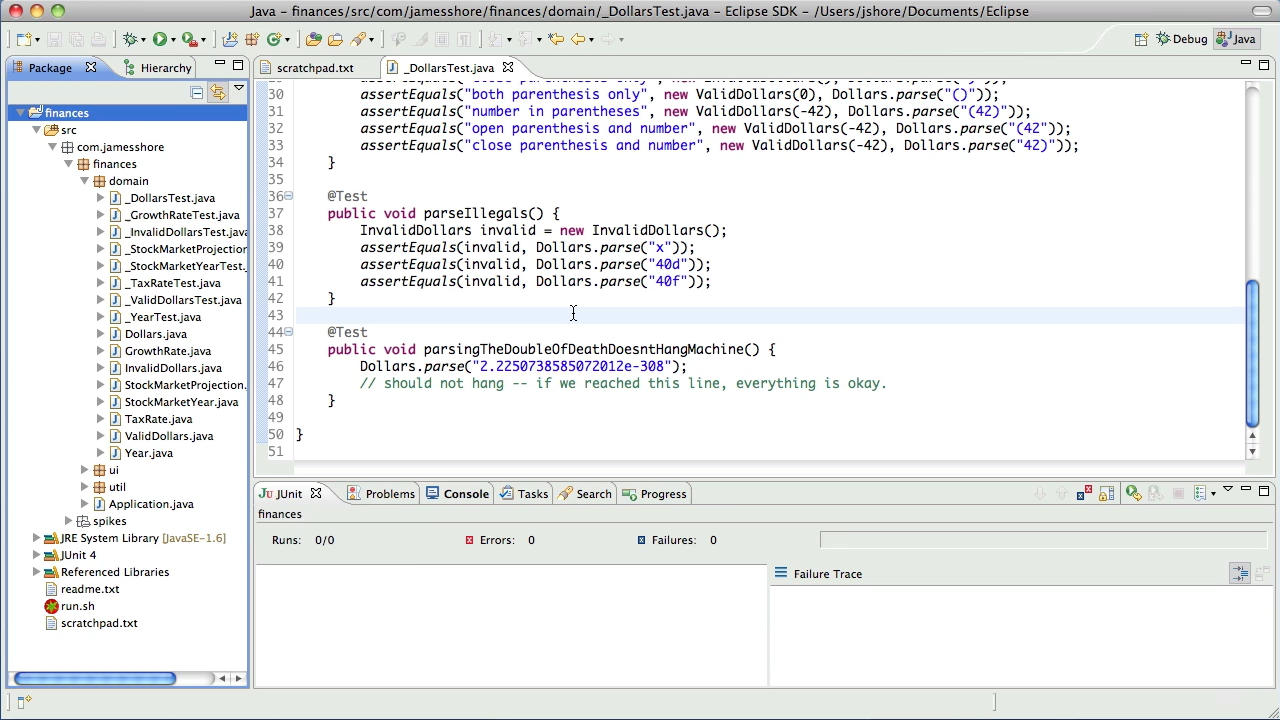 Java – finances/src/com/jamesshore/finances/domain/_DollarsTest.java – Eclipse SDK – /Users/jshore/Documents/Eclipse
Debug
Java
Package
Hierarchy
scratchpad.txt
_DollarsTest.java
finances
src
com.jamesshore
finances
domain
_DollarsTest.java
_GrowthRateTest.java
_InvalidDollarsTest.java
_StockMarketProjection
_StockMarketYearTest.
_TaxRateTest.java
_ValidDollarsTest.java
_YearTest.java
Dollars.java
GrowthRate.java
InvalidDollars.java
StockMarketProjection.
StockMarketYear.java
TaxRate.java
ValidDollars.java
Year.java
ui
util
Application.java
spikes
JRE System Library [JavaSE-1.6]
JUnit 4
Referenced Libraries
readme.txt
run.sh
scratchpad.txt
30 assertEquals("both parenthesis only", new ValidDollars(0), Dollars.parse("()"));
31 assertEquals("number in parentheses", new ValidDollars(-42), Dollars.parse("(42)"));
32 assertEquals("open parenthesis and number", new ValidDollars(-42), Dollars.parse("(42"));
33 assertEquals("close parenthesis and number", new ValidDollars(-42), Dollars.parse("42)"));
34 }
35
36 @Test
37 public void parseIllegals() {
38 InvalidDollars invalid = new InvalidDollars();
39 assertEquals(invalid, Dollars.parse("x"));
40 assertEquals(invalid, Dollars.parse("40d"));
41 assertEquals(invalid, Dollars.parse("40f"));
42 }
43
44 @Test
45 public void parsingTheDoubleOfDeathDoesntHangMachine() {
46 Dollars.parse("2.2250738585072012e-308");
47 // should not hang -- if we reached this line, everything is okay.
48 }
49
50 }
51
JUnit
Problems
Console
Tasks
Search
Progress
finances
Runs: 0/0
Errors: 0
Failures: 0
Failure Trace